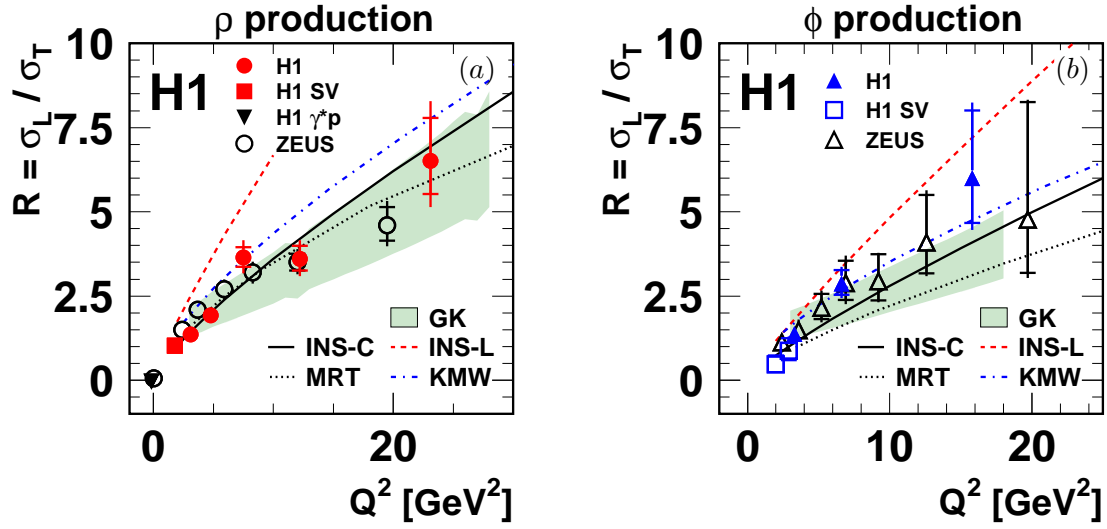 ρ production
10
7.5
5
2.5
0
R = σL / σT
H1
(a)
H1
H1 SV
H1 γ*p
ZEUS
GK
INS-C
INS-L
MRT
KMW
0
20
Q² [GeV²]
φ production
10
7.5
5
2.5
0
R = σL / σT
H1
(b)
H1
H1 SV
ZEUS
GK
INS-C
INS-L
MRT
KMW
0
10
20
Q² [GeV²]